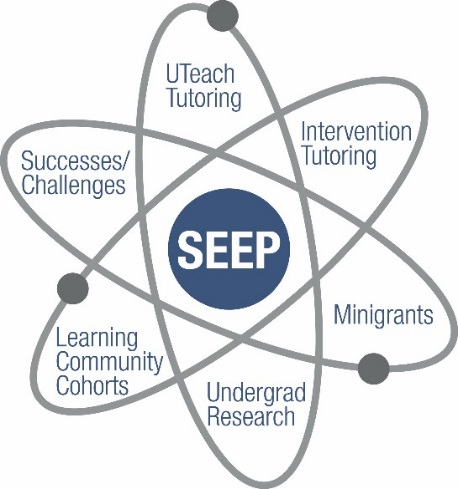 UTeach
Tutoring
Intervention
Tutoring
Successes/
Challenges
SEEP
Minigrants
Learning
Community
Cohorts
Undergrad
Research